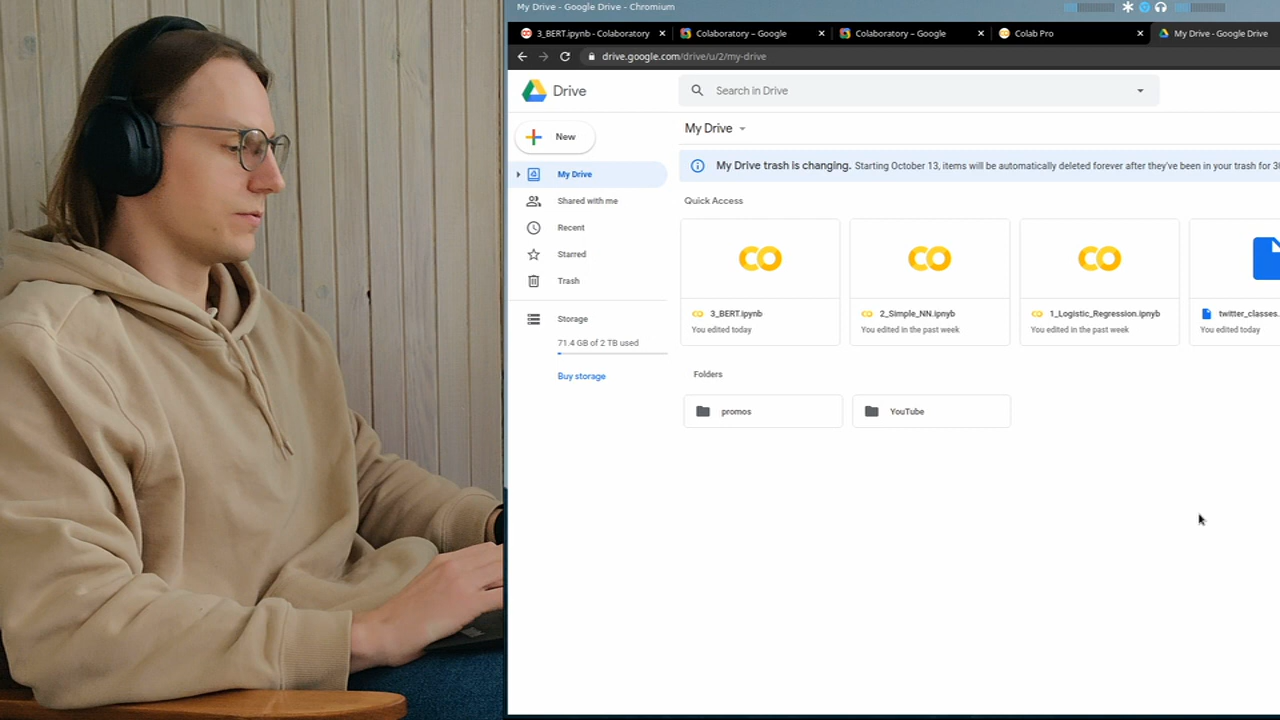 My Drive - Google Drive - Chromium
3_BERT.ipynb - Colaboratory
Colaboratory – Google
Colaboratory – Google
Colab Pro
My Drive - Google Drive
drive.google.com/drive/u/2/my-drive
Drive
Search in Drive
New
My Drive
My Drive
Shared with me
Recent
Starred
Trash
Storage
71.4 GB of 2 TB used
Buy storage
My Drive trash is changing. Starting October 13, items will be automatically deleted forever after they've been in your trash for
Quick Access
3_BERT.ipynb
You edited today
2_Simple_NN.ipynb
You edited in the past week
1_Logistic_Regression.ipynb
You edited in the past week
twitter_classes.
You edited today
Folders
promos
YouTube